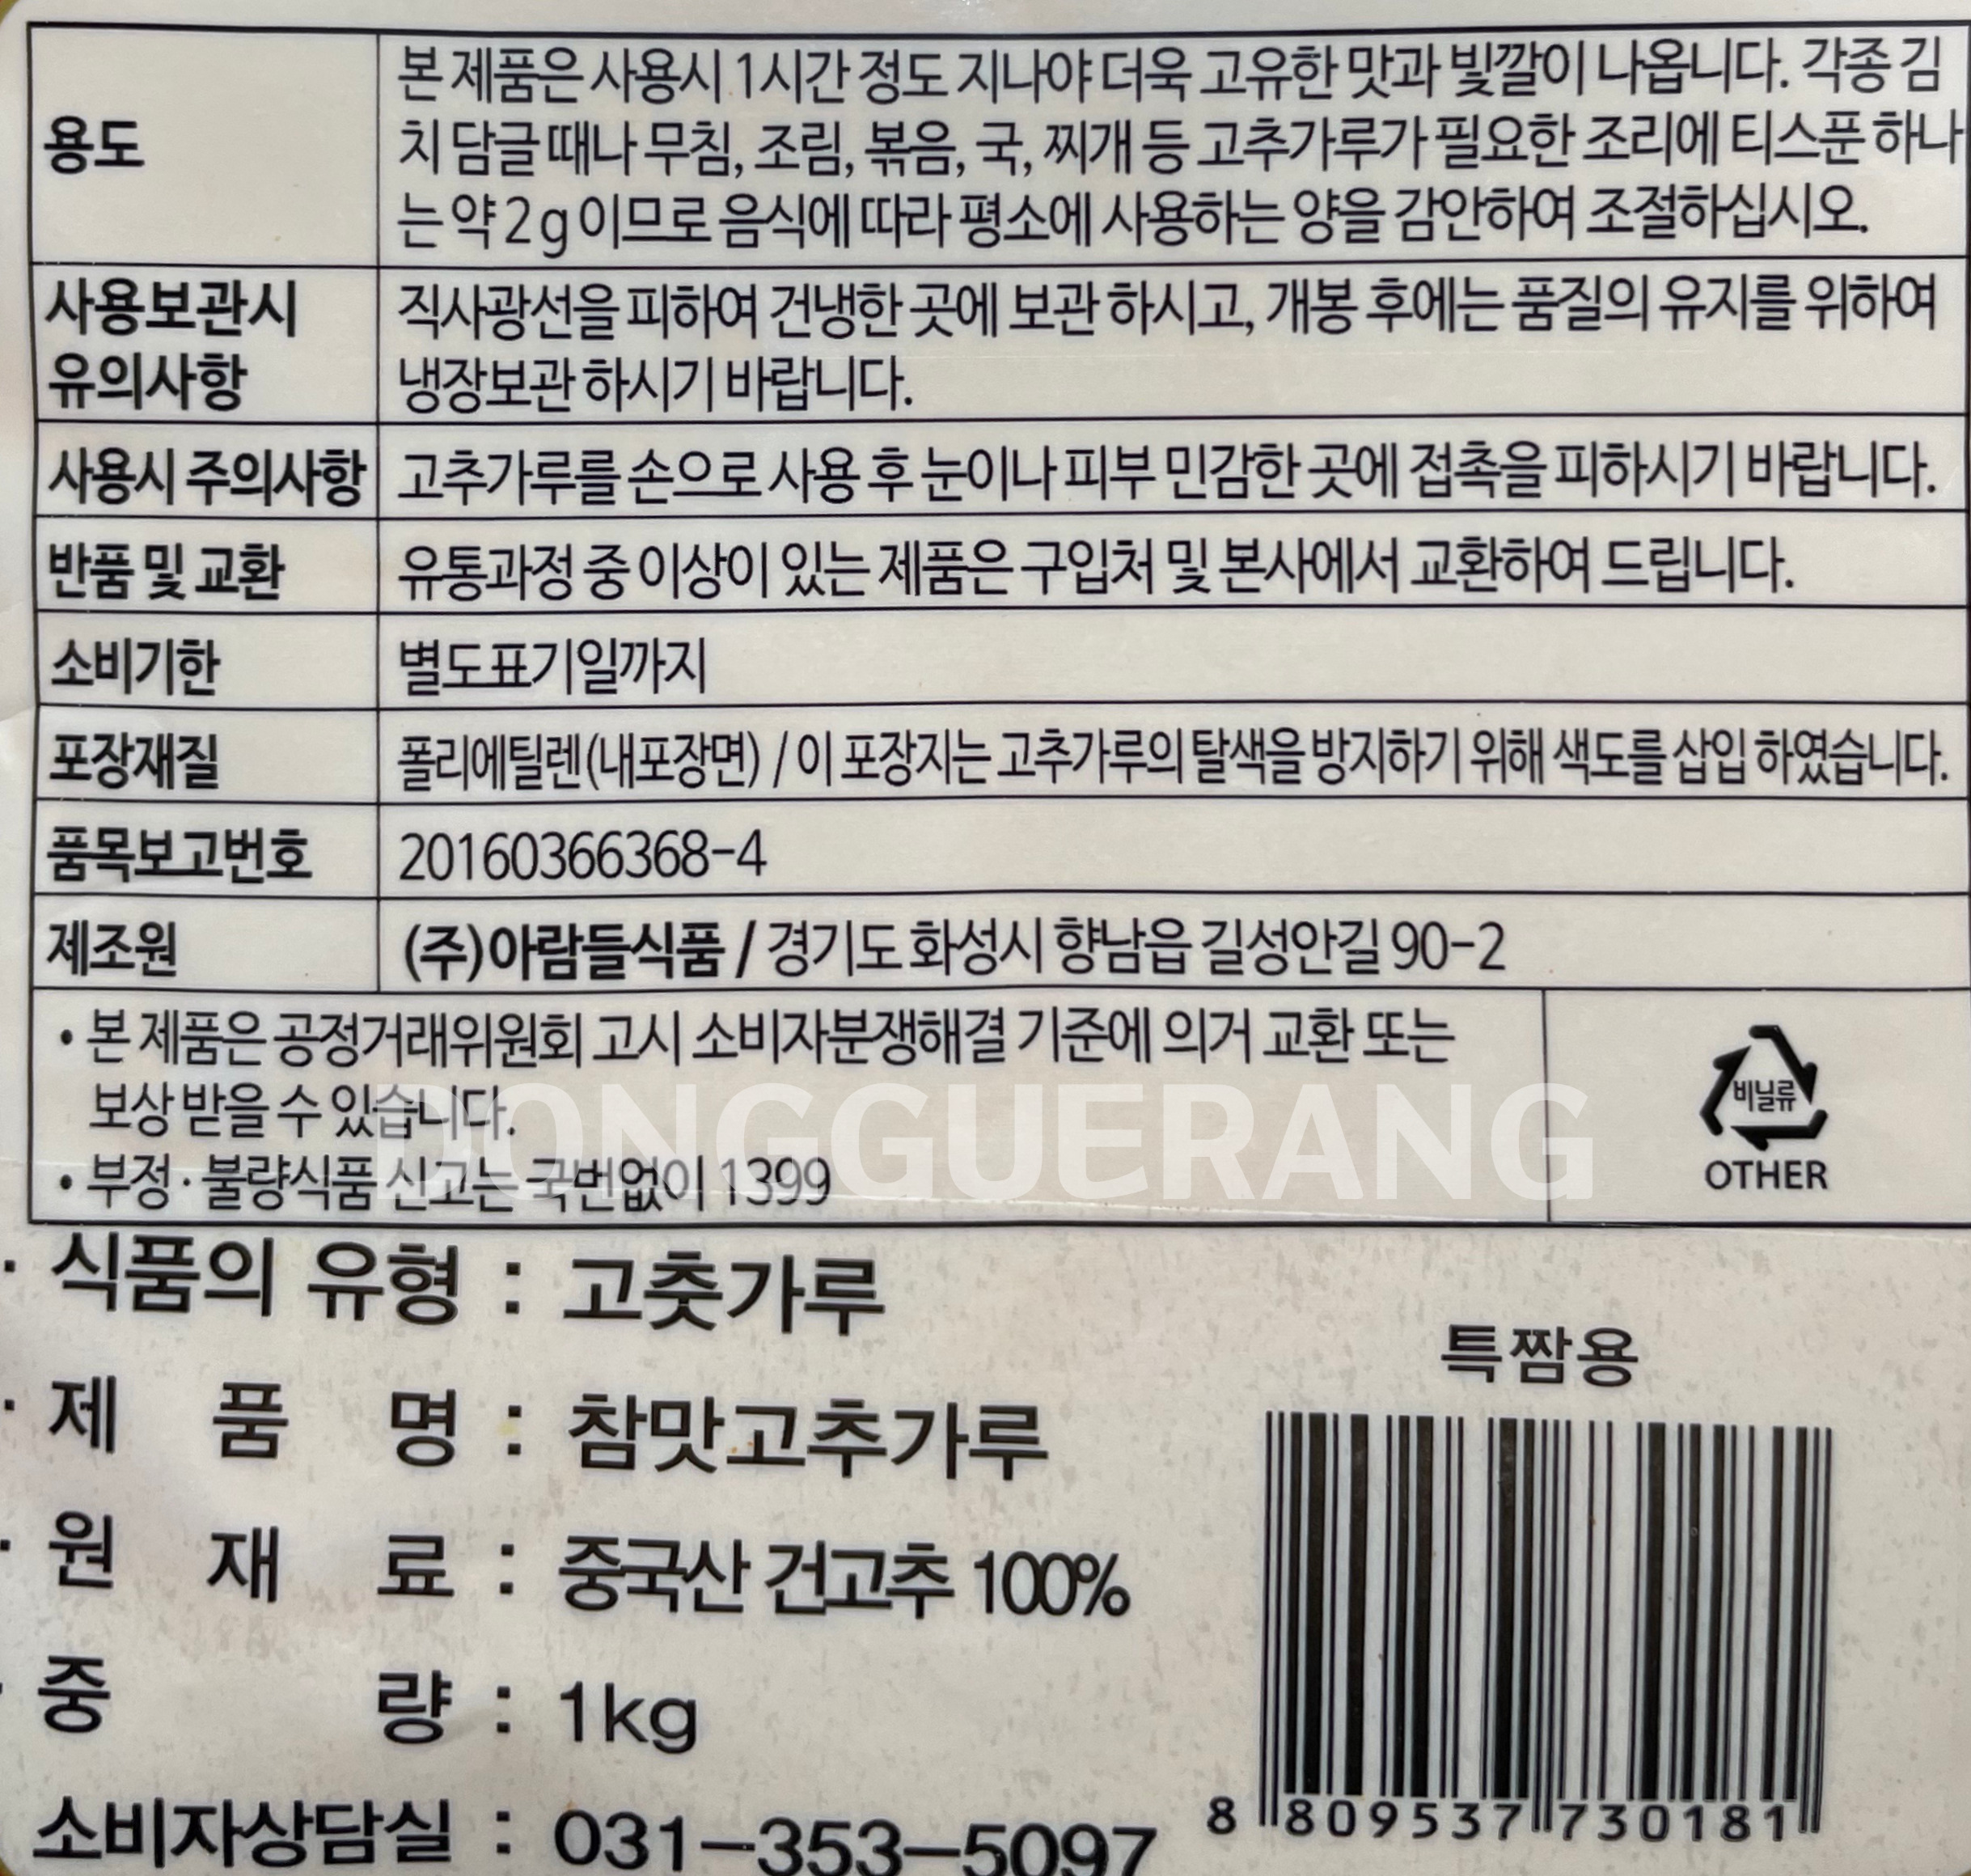 용도
본 제품은 사용시 1시간 정도 지나야 더욱 고유한 맛과 빛깔이 나옵니다. 각종 김
치 담글 때나 무침, 조림, 볶음, 국, 찌개 등 고추가루가 필요한 조리에 티스푼 하나
는 약 2g이므로 음식에 따라 평소에 사용하는 양을 감안하여 조절하십시오.
사용보관시
유의사항
직사광선을 피하여 건냉한 곳에 보관 하시고, 개봉 후에는 품질의 유지를 위하여
냉장보관 하시기 바랍니다.
사용시 주의사항
고추가루를 손으로 사용 후 눈이나 피부 민감한 곳에 접촉을 피하시기 바랍니다.
반품 및 교환
유통과정 중 이상이 있는 제품은 구입처 및 본사에서 교환하여 드립니다.
소비기한
별도표기일까지
포장재질
폴리에틸렌(내포장면) / 이 포장지는 고추가루의 탈색을 방지하기 위해 색도를 삽입 하였습니다.
품목보고번호
20160366368-4
제조원
(주)아람들식품 / 경기도 화성시 향남읍 길성안길 90-2
• 본 제품은 공정거래위원회 고시 소비자분쟁해결 기준에 의거 교환 또는
보상 받을 수 있습니다.
• 부정·불량식품 신고는 국번없이 1399
비닐류
OTHER
DONGGUERANG
· 식품의 유형 : 고춧가루
· 제 품 명 : 참맛고추가루
· 원 재 료 : 중국산 건고추 100%
· 중 량 : 1kg
소비자상담실 : 031-353-5097
특짬용
8 809537 730181